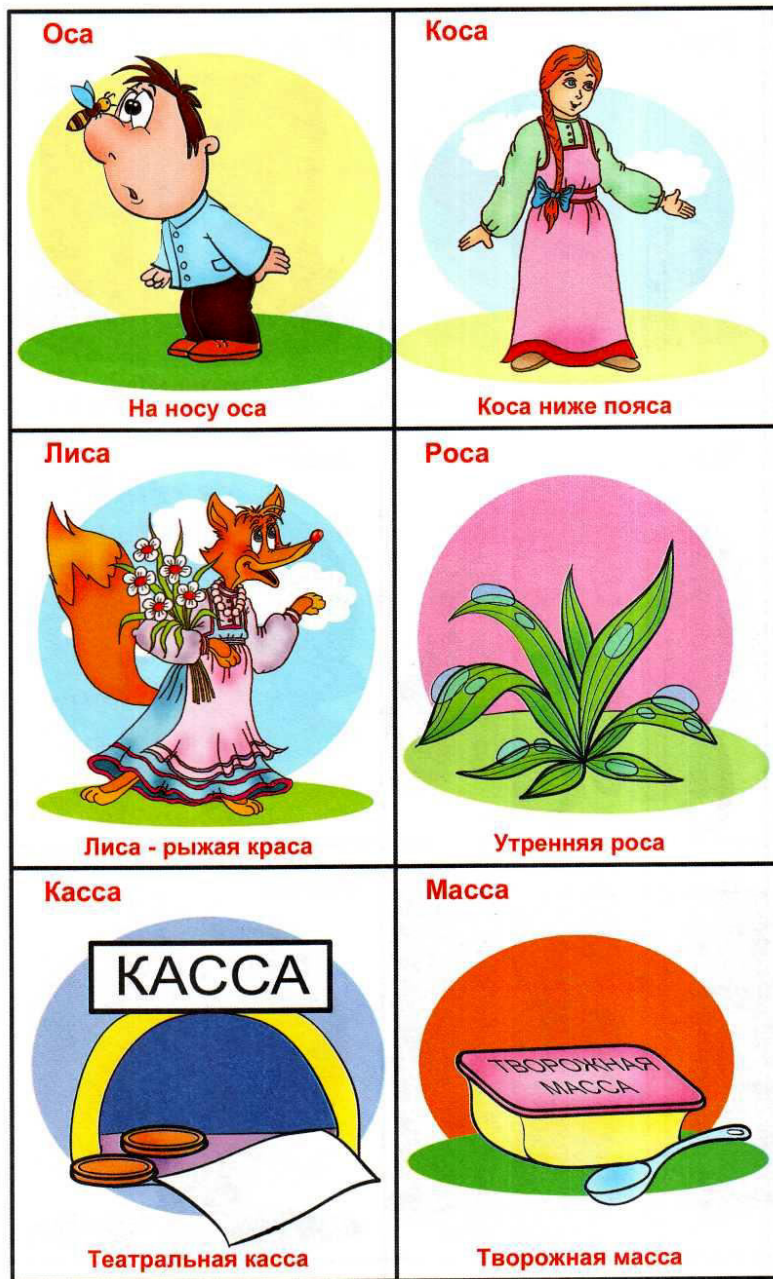 Оса
На носу оса
Коса
Коса ниже пояса
Лиса
Лиса - рыжая краса
Роса
Утренняя роса
Касса
КАССА
Театральная касса
Масса
ТВОРОЖНАЯ
МАССА
Творожная масса